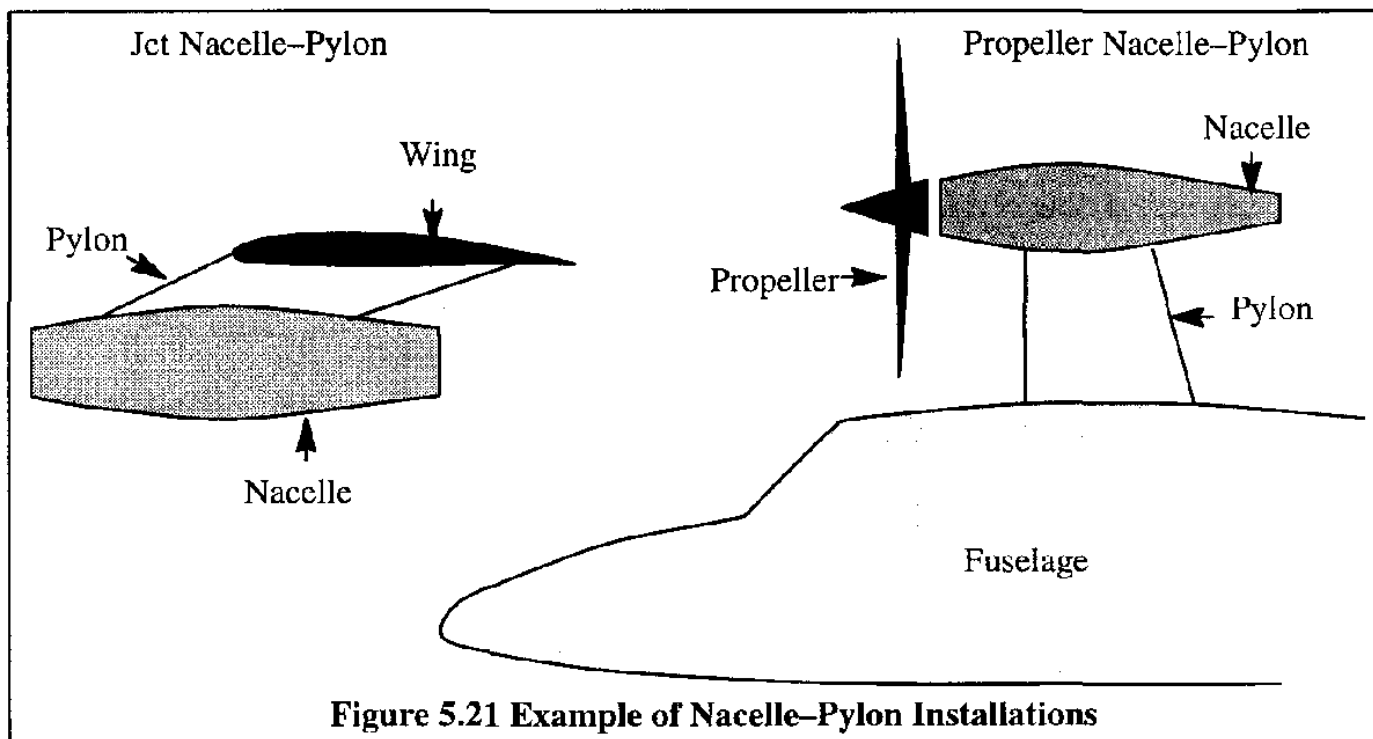 Jct Nacelle–Pylon
Propeller Nacelle–Pylon
Nacelle
Wing
Pylon
Propeller
Pylon
Nacelle
Fuselage
Figure 5.21 Example of Nacelle–Pylon Installations